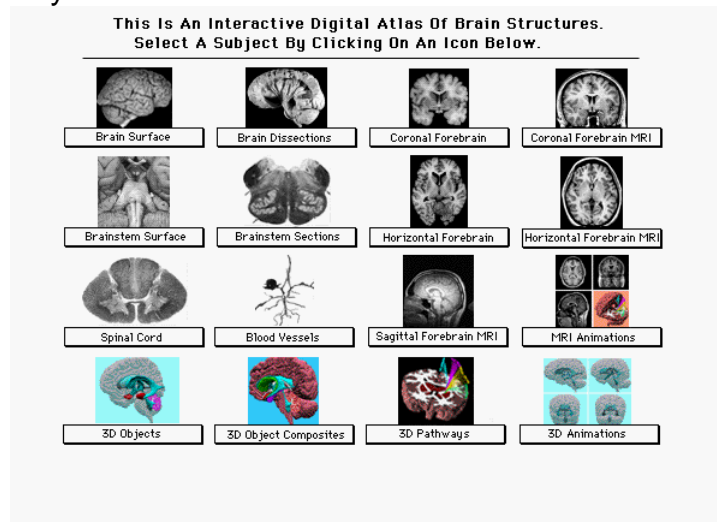 This Is An Interactive Digital Atlas Of Brain Structures.
Select A Subject By Clicking On An Icon Below.
Brain Surface
Brain Dissections
Coronal Forebrain
Coronal Forebrain MRI
Brainstem Surface
Brainstem Sections
Horizontal Forebrain
Horizontal Forebrain MRI
Spinal Cord
Blood Vessels
Sagittal Forebrain MRI
MRI Animations
3D Objects
3D Object Composites
3D Pathways
3D Animations